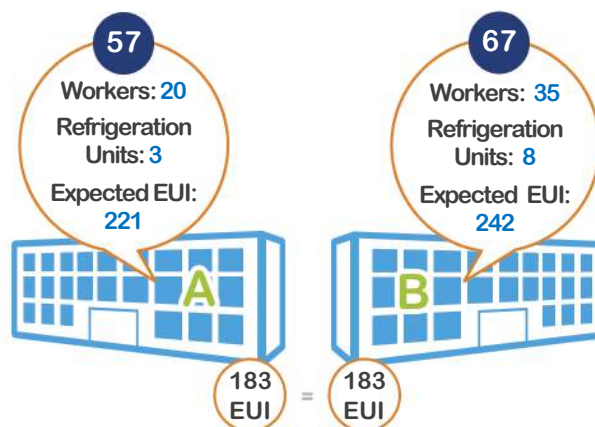 57
Workers: 20
Refrigeration
Units: 3
Expected EUI:
221
A
67
Workers: 35
Refrigeration
Units: 8
Expected EUI:
242
B
183
EUI
=
183
EUI